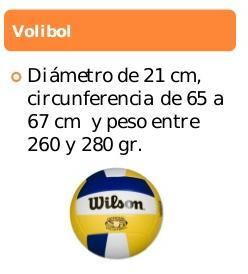 Volibol
Diámetro de 21 cm,
circunferencia de 65 a
67 cm y peso entre
260 y 280 gr.
Wilson